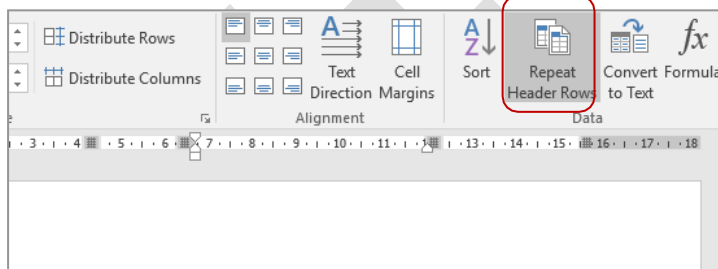 Distribute Rows
Distribute Columns
Text Direction
Cell Margins
Sort
Repeat Header Rows
Convert to Text
fx
Formula
Alignment
Data
3 4 5 6 7 8 9 10 11 13 14 15 16 17 18